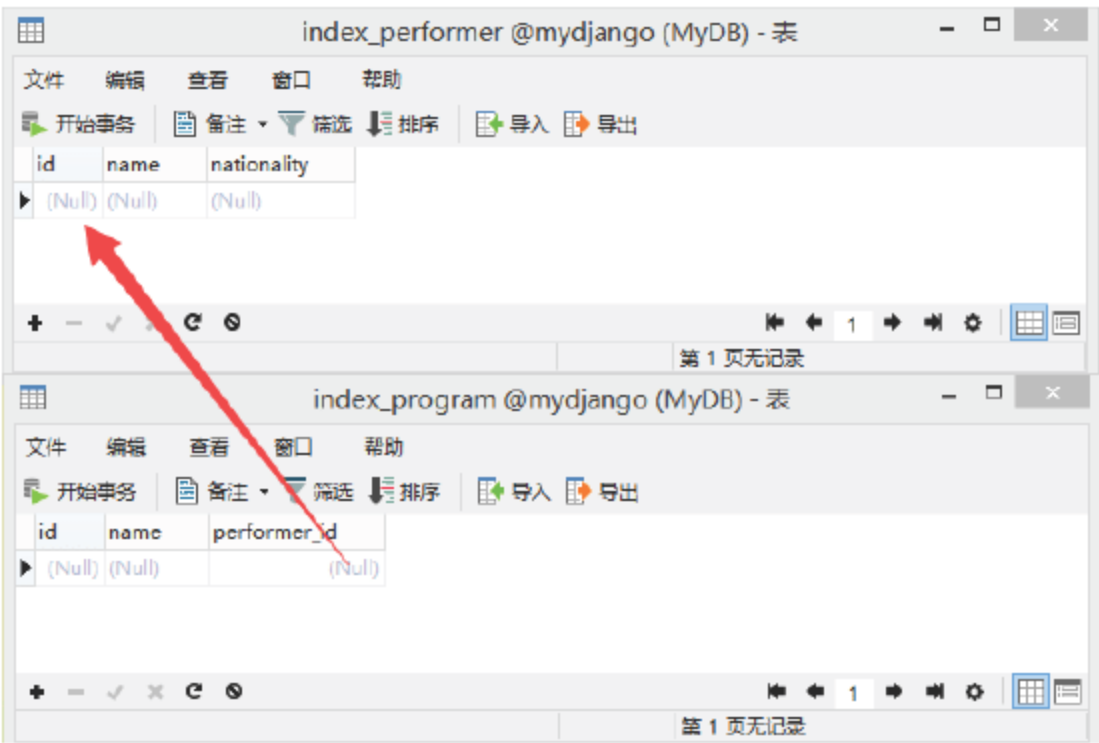 index_performer @mydjango (MyDB) - 表
文件 编辑 查看 窗口 帮助
开始事务 备注 筛选 排序 导入 导出
id name nationality
(Null) (Null) (Null)
1
第 1 页无记录
index_program @mydjango (MyDB) - 表
文件 编辑 查看 窗口 帮助
开始事务 备注 筛选 排序 导入 导出
id name performer_id
(Null) (Null) (Null)
1
第 1 页无记录